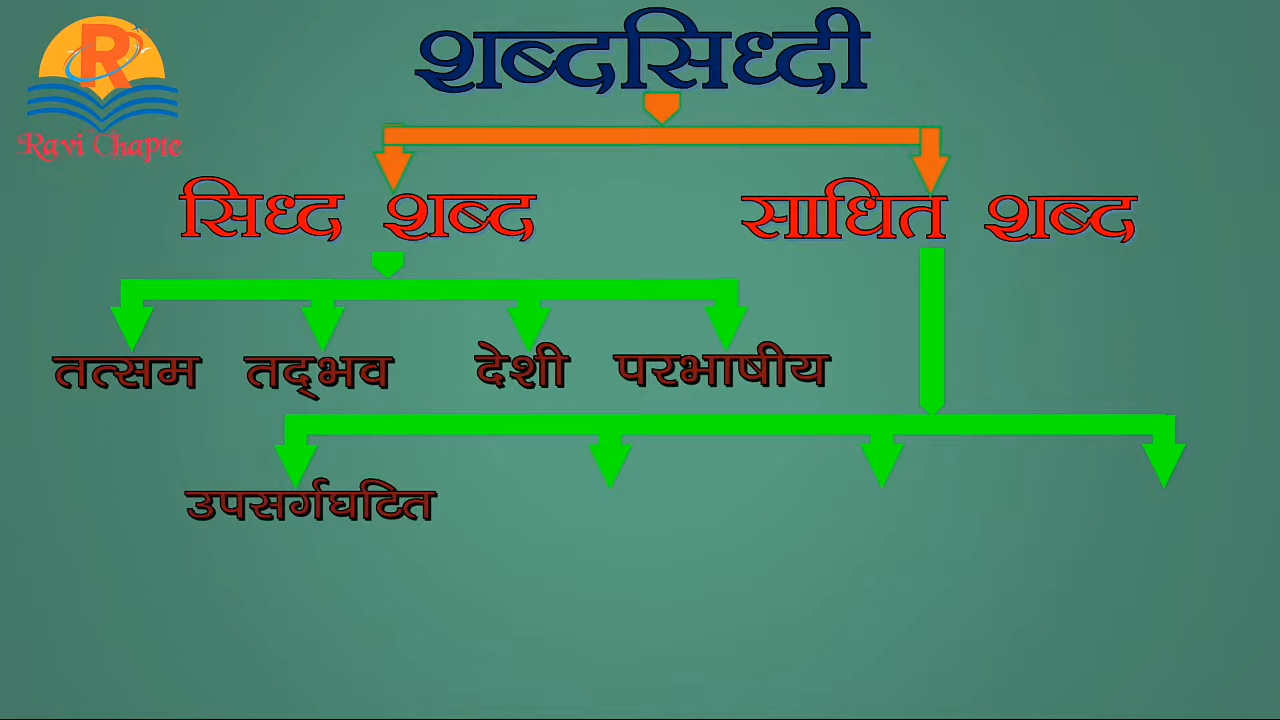 शब्दसिध्दी
Ravi Chapte
सिध्द शब्द साधित शब्द
तत्सम तद्भव देशी परभाषीय
उपसर्गघटित